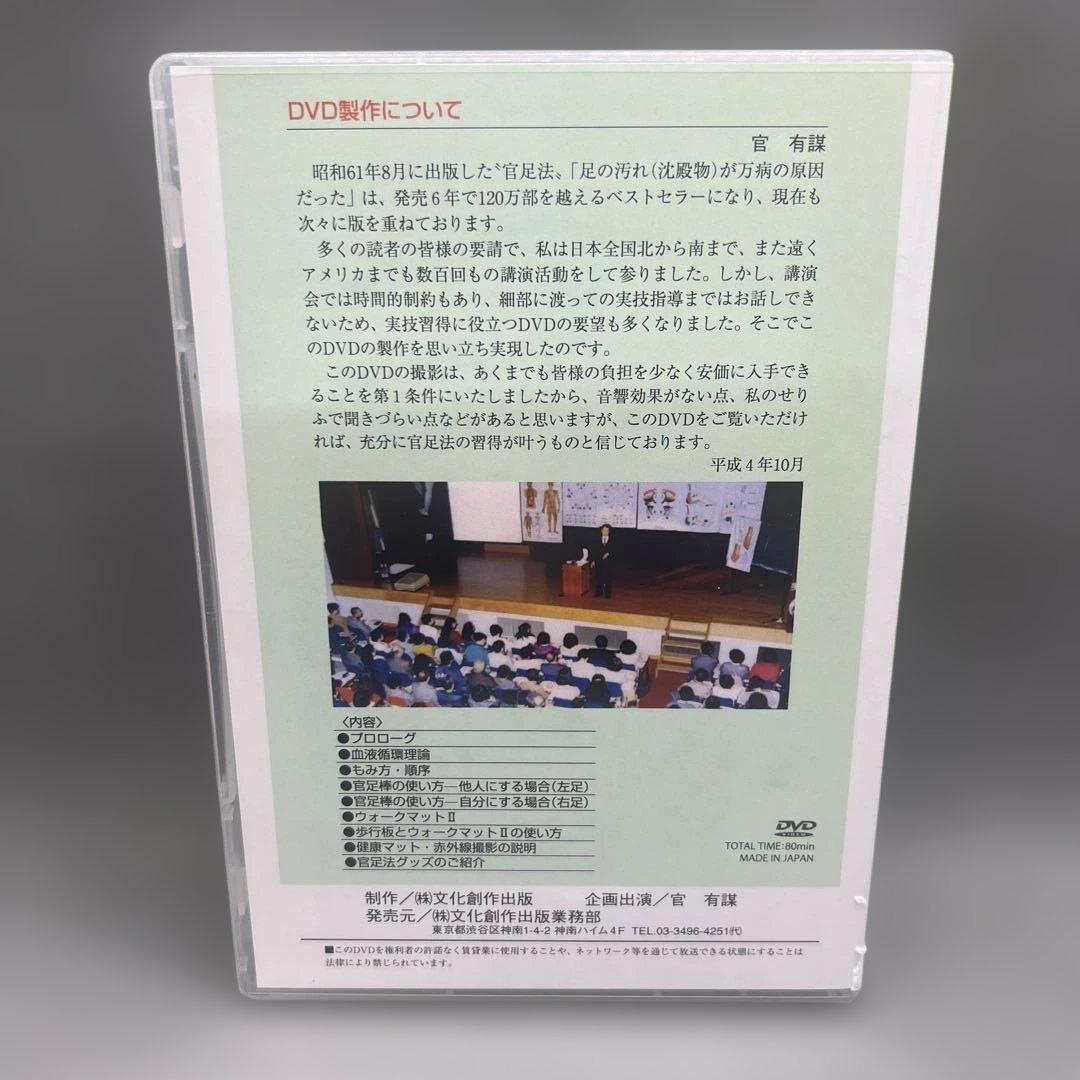 DVD製作について
官　有謀
昭和61年8月に出版した〝官足法〟「足の汚れ(沈殿物)が万病の原因
だった」は、発売6年で120万部を越えるベストセラーになり、現在も
次々に版を重ねております。
多くの読者の皆様の要請で、私は日本全国北から南まで、また遠く
アメリカまでも数百回もの講演活動をして参りました。しかし、講演
会では時間的制約もあり、細部に渡っての実技指導まではお話しでき
ないため、実技習得に役立つDVDの要望も多くなりました。そこでこ
のDVDの製作を思い立ち実現したのです。
このDVDの撮影は、あくまでも皆様の負担を少なく安価に入手でき
ることを第1条件にいたしましたから、音響効果がない点、私のせり
ふで聞きづらい点などがあると思いますが、このDVDをご覧いただけ
れば、充分に官足法の習得が叶うものと信じております。
平成4年10月
〈内容〉
●プロローグ
●血液循環理論
●もみ方・順序
●官足棒の使い方―他人にする場合(左足)
●官足棒の使い方―自分にする場合(右足)
●ウォークマットⅡ
●歩行板とウォークマットⅡの使い方
●健康マット・赤外線撮影の説明
●官足法グッズのご紹介
DVD
VIDEO
TOTAL TIME:80min
MADE IN JAPAN
制作／㈱文化創作出版　企画出演／官　有謀
発売元／㈱文化創作出版業務部
東京都渋谷区神南1-4-2 神南ハイム4F TEL.03-3496-4251㈹
■このDVDを権利者の許諾なく賃貸業に使用することや、ネットワーク等を通じて放送できる状態にすることは
法律により禁じられています。